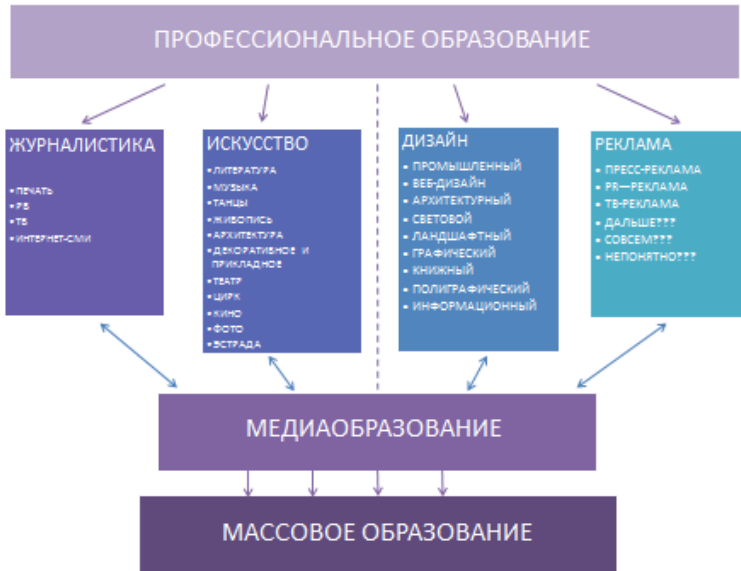 ПРОФЕССИОНАЛЬНОЕ ОБРАЗОВАНИЕ
ЖУРНАЛИСТИКА
• ПЕЧАТЬ
• РВ
• ТВ
• ИНТЕРНЕТ-СМИ
ИСКУССТВО
• ЛИТЕРАТУРА
• МУЗЫКА
• ТАНЦЫ
• ЖИВОПИСЬ
• АРХИТЕКТУРА
• ДЕКОРАТИВНОЕ И
ПРИКЛАДНОЕ
• ТЕАТР
• ЦИРК
• КИНО
• ФОТО
• ЭСТРАДА
ДИЗАЙН
• ПРОМЫШЛЕННЫЙ
• ВЕБ-ДИЗАЙН
• АРХИТЕКТУРНЫЙ
• СВЕТОВОЙ
• ЛАНДШАФТНЫЙ
• ГРАФИЧЕСКИЙ
• КНИЖНЫЙ
• ПОЛИГРАФИЧЕСКИЙ
• ИНФОРМАЦИОННЫЙ
РЕКЛАМА
• ПРЕСС-РЕКЛАМА
• PR—РЕКЛАМА
• ТВ-РЕКЛАМА
• ДАЛЬШЕ???
• СОВСЕМ???
• НЕПОНЯТНО???
МЕДИАОБРАЗОВАНИЕ
МАССОВОЕ ОБРАЗОВАНИЕ